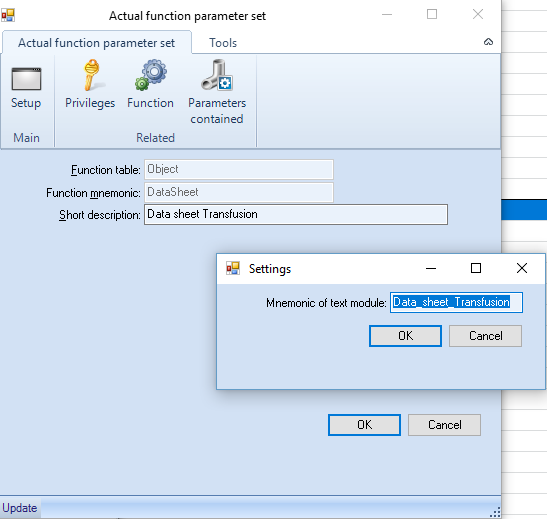 Actual function parameter set
Actual function parameter set Tools
Setup Privileges Function Parameters
contained
Main Related
Function table: Object
Function mnemonic: DataSheet
Short description: Data sheet Transfusion
Settings
Mnemonic of text module: Data_sheet_Transfusion
OK Cancel
OK Cancel
Update